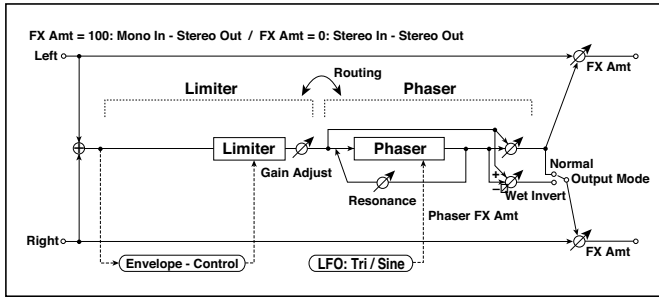 FX Amt = 100: Mono In - Stereo Out / FX Amt = 0: Stereo In - Stereo Out
Left
FX Amt
Routing
Limiter
Phaser
Limiter
Phaser
Gain Adjust
Normal
Output Mode
+
−
Wet Invert
Resonance
Phaser FX Amt
Right
FX Amt
Envelope - Control
LFO: Tri / Sine